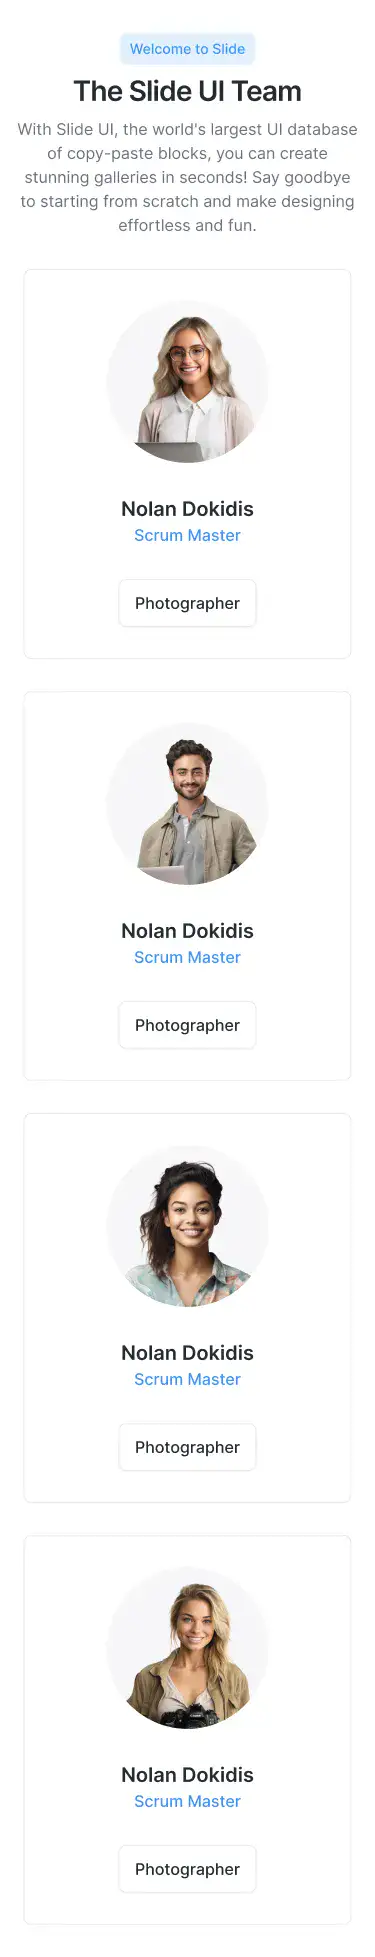 Welcome to Slide
The Slide UI Team
With Slide UI, the world's largest UI database
of copy-paste blocks, you can create
stunning galleries in seconds! Say goodbye
to starting from scratch and make designing
effortless and fun.
Nolan Dokidis
Scrum Master
Photographer
Nolan Dokidis
Scrum Master
Photographer
Nolan Dokidis
Scrum Master
Photographer
Nolan Dokidis
Scrum Master
Photographer